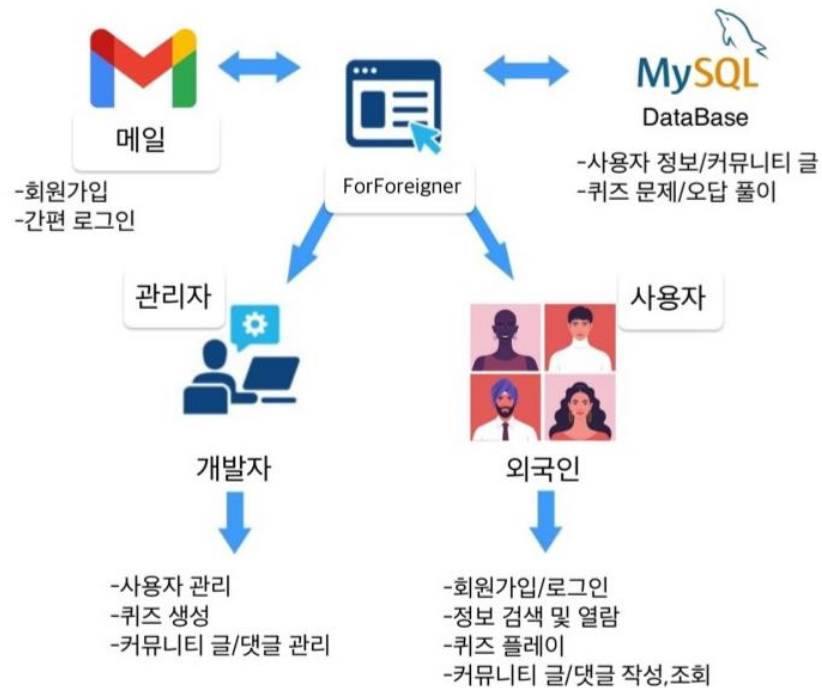 메일
-회원가입
-간편 로그인
ForForeigner
MySQL
DataBase
-사용자 정보/커뮤니티 글
-퀴즈 문제/오답 풀이
관리자
개발자
-사용자 관리
-퀴즈 생성
-커뮤니티 글/댓글 관리
사용자
외국인
-회원가입/로그인
-정보 검색 및 열람
-퀴즈 플레이
-커뮤니티 글/댓글 작성,조회